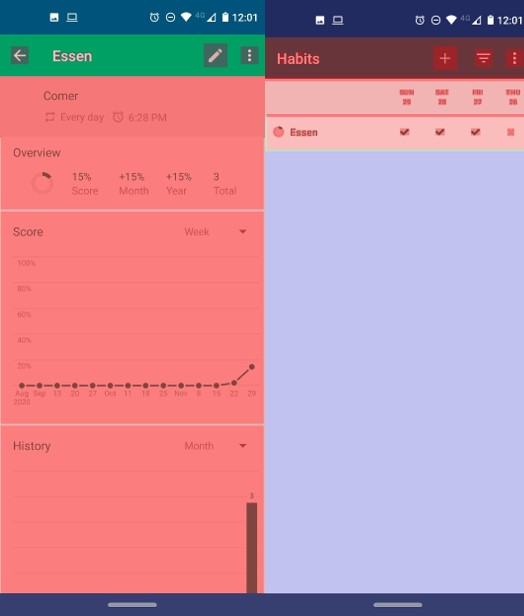 4G 12:01
Essen
Comer
Every day 6:28 PM
Overview
15% +15% +15% 3
Score Month Year Total
Score Week
100%
80%
60%
40%
20%
Aug Sep 13 20 27 Oct 11 18 25 Nov 8 15 22 29
2020
History Month
3
4G 12:01
Habits
SUN SAT FRI THU
29 28 27 26
Essen